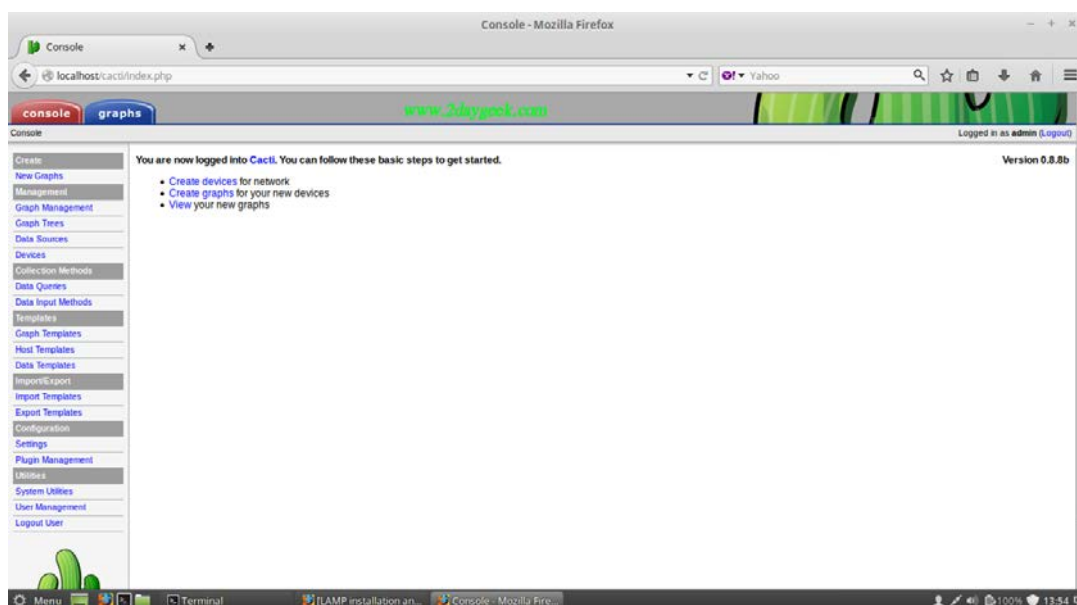 Console - Mozilla Firefox
Console
localhost/cacti/index.php
Yahoo
console
graphs
www.2daygeek.com
Console
Logged in as admin (Logout)
Create
New Graphs
Management
Graph Management
Graph Trees
Data Sources
Devices
Collection Methods
Data Queries
Data Input Methods
Templates
Graph Templates
Host Templates
Data Templates
Import/Export
Import Templates
Export Templates
Configuration
Settings
Plugin Management
Utilities
System Utilities
User Management
Logout User
You are now logged into Cacti. You can follow these basic steps to get started.
Version 0.8.8b
• Create devices for network
• Create graphs for your new devices
• View your new graphs
Menu
Terminal
[LAMP installation an...
Console - Mozilla Fire...
100%
13:54